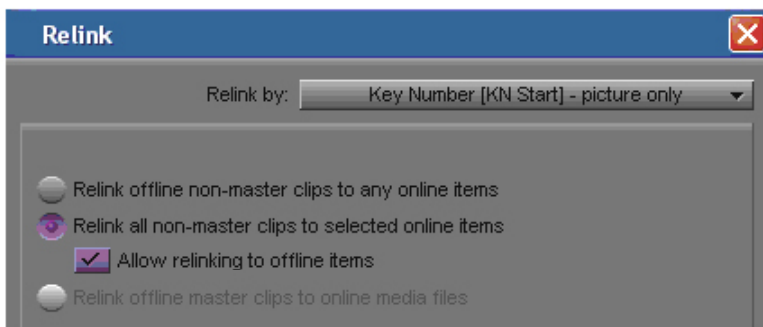 Relink
Relink by: Key Number [KN Start] - picture only
Relink offline non-master clips to any online items
Relink all non-master clips to selected online items
Allow relinking to offline items
Relink offline master clips to online media files